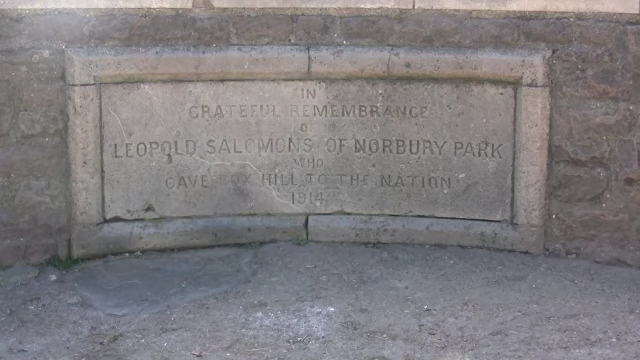 IN
GRATEFUL REMEMBRANCE
OF
LEOPOLD SALOMONS OF NORBURY PARK
WHO
GAVE BOX HILL TO THE NATION
1914